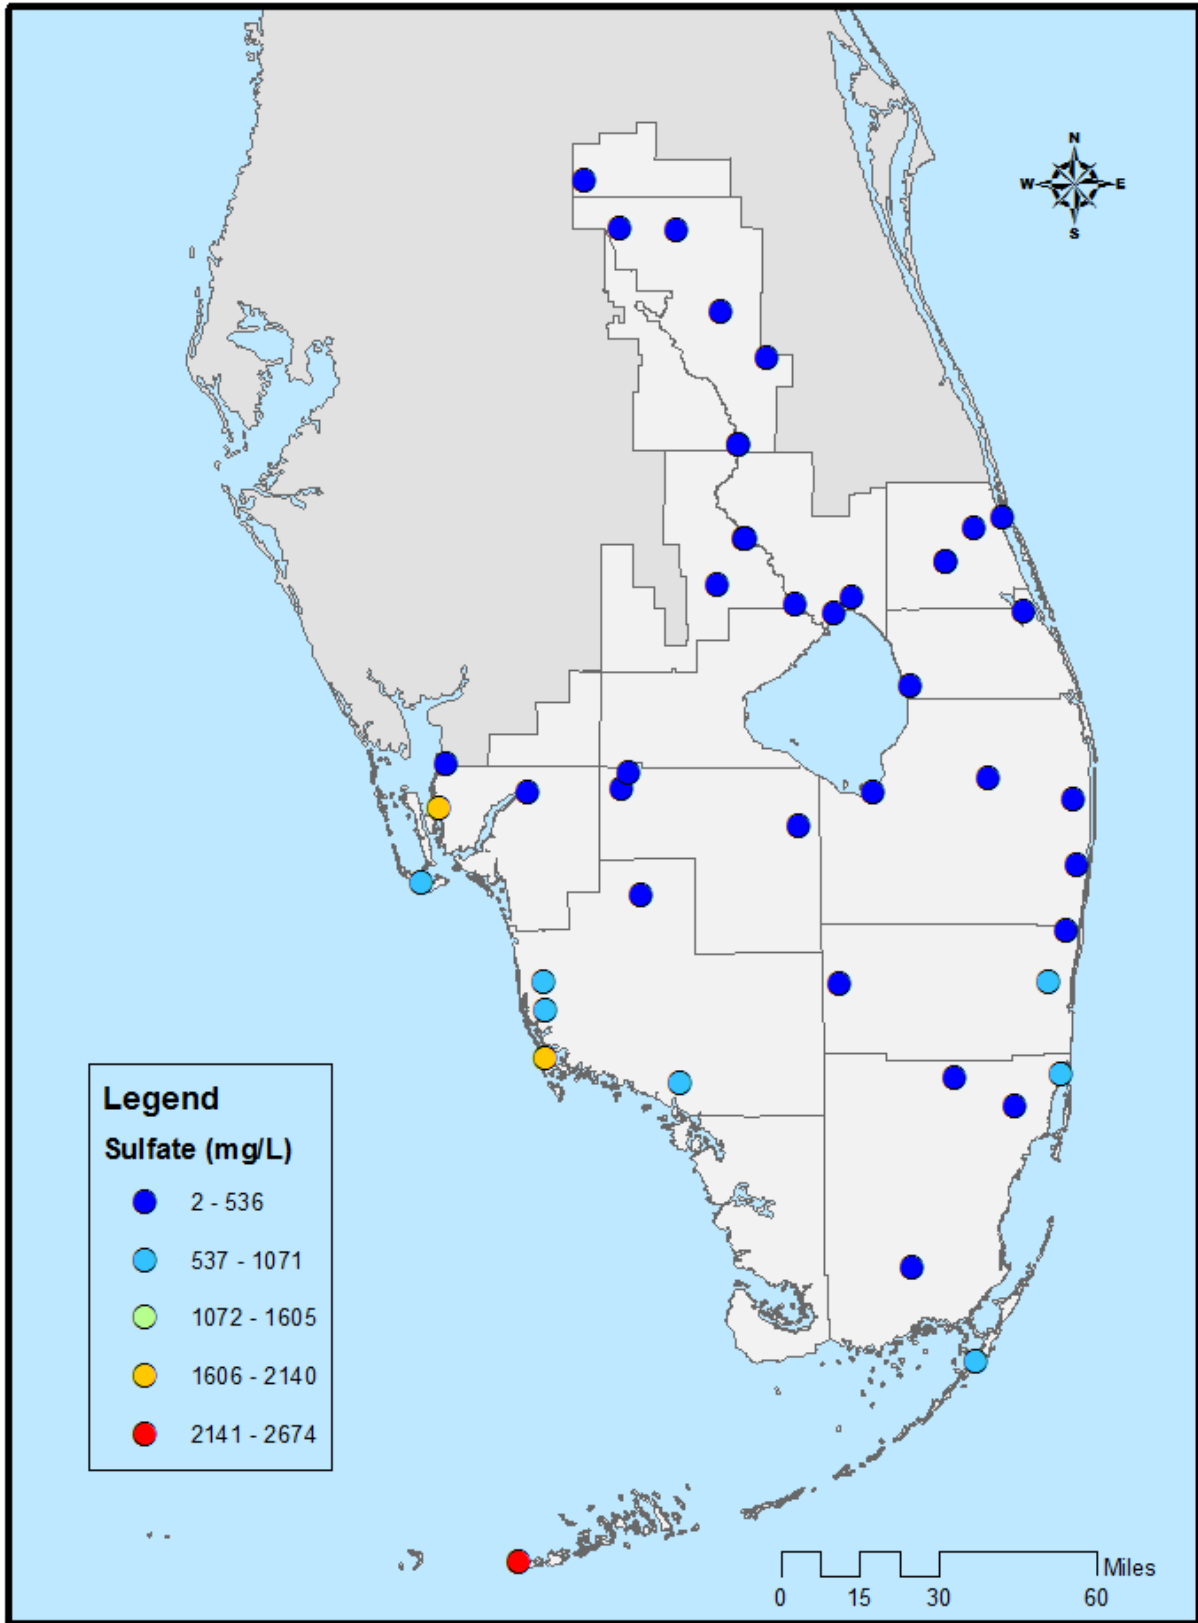 N
W E
S
Legend
Sulfate (mg/L)
2 - 536
537 - 1071
1072 - 1605
1606 - 2140
2141 - 2674
Miles
0 15 30 60